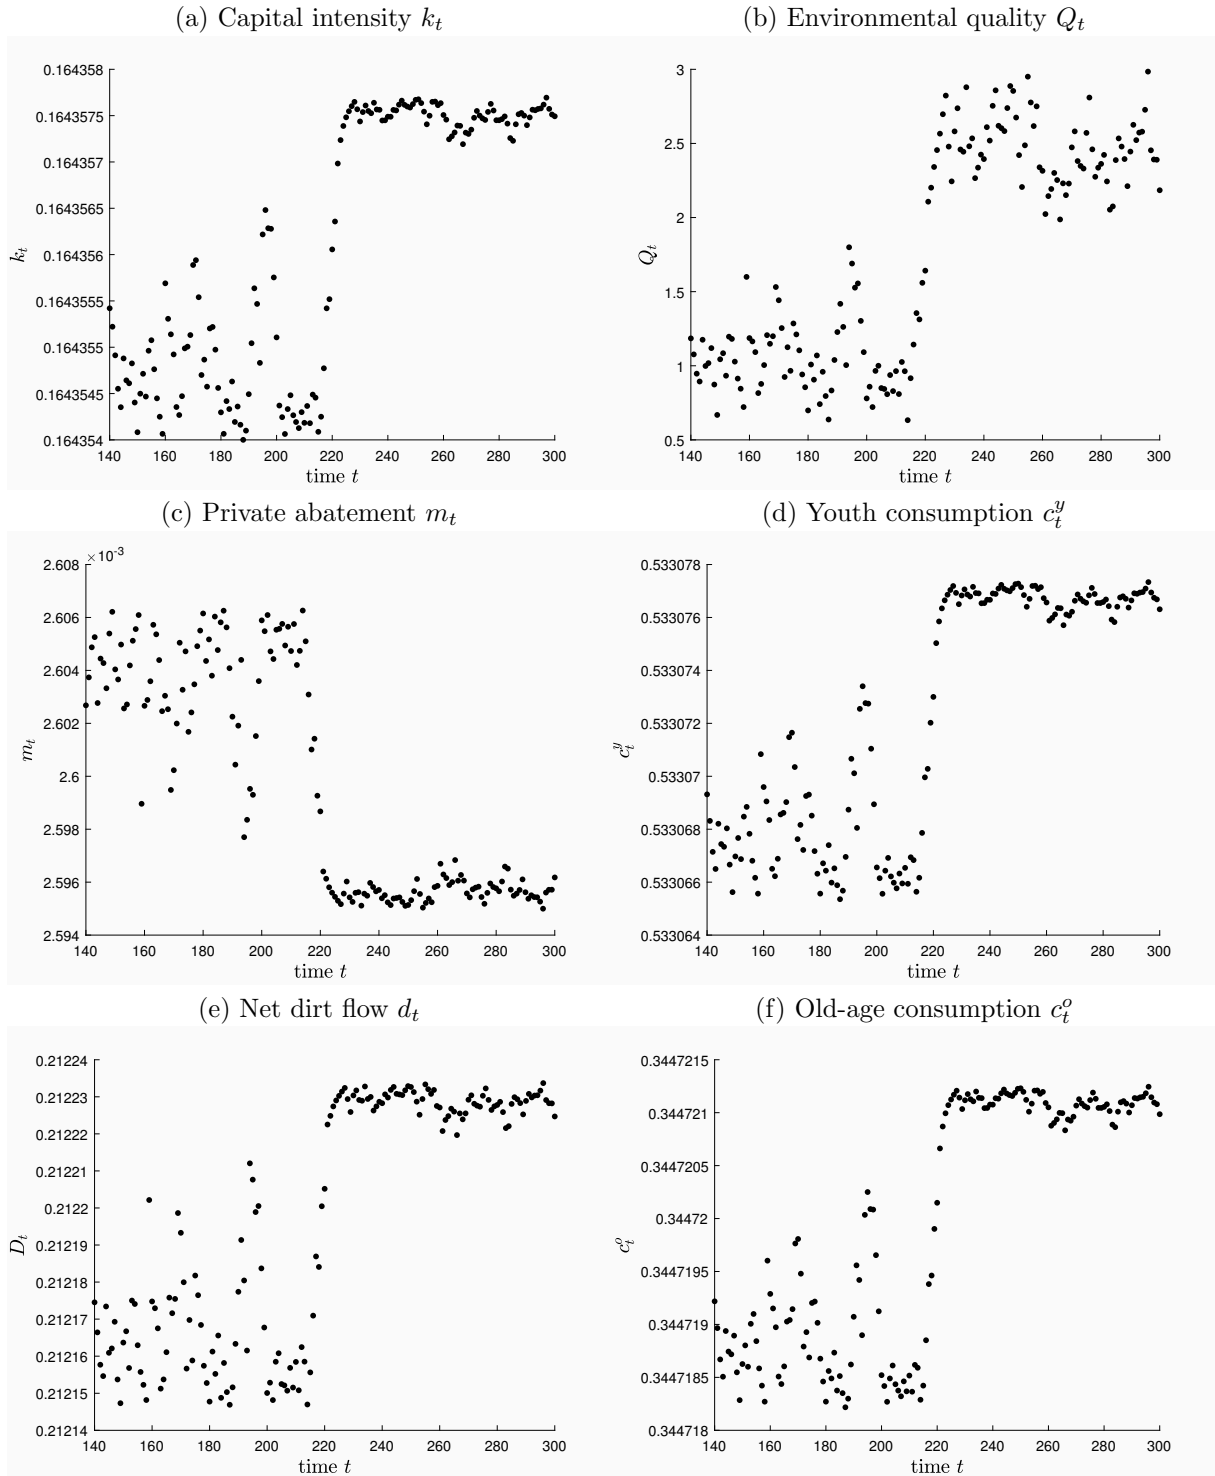 (a) Capital intensity k_t
(b) Environmental quality Q_t
0.164358
0.1643575
0.164357
0.1643565
0.164356
0.1643555
0.164355
0.1643545
0.164354
k_t
140 160 180 200 220 240 260 280 300
time t
3
2.5
2
1.5
1
0.5
Q_t
140 160 180 200 220 240 260 280 300
time t
(c) Private abatement m_t
(d) Youth consumption c_t^y
×10^-3
2.608
2.606
2.604
2.602
2.6
2.598
2.596
2.594
m_t
140 160 180 200 220 240 260 280 300
time t
0.533078
0.533076
0.533074
0.533072
0.53307
0.533068
0.533066
0.533064
c_t^y
140 160 180 200 220 240 260 280 300
time t
(e) Net dirt flow d_t
(f) Old-age consumption c_t^o
0.21224
0.21223
0.21222
0.21221
0.2122
0.21219
0.21218
0.21217
0.21216
0.21215
0.21214
D_t
140 160 180 200 220 240 260 280 300
time t
0.3447215
0.344721
0.3447205
0.34472
0.3447195
0.344719
0.3447185
0.344718
c_t^o
140 160 180 200 220 240 260 280 300
time t